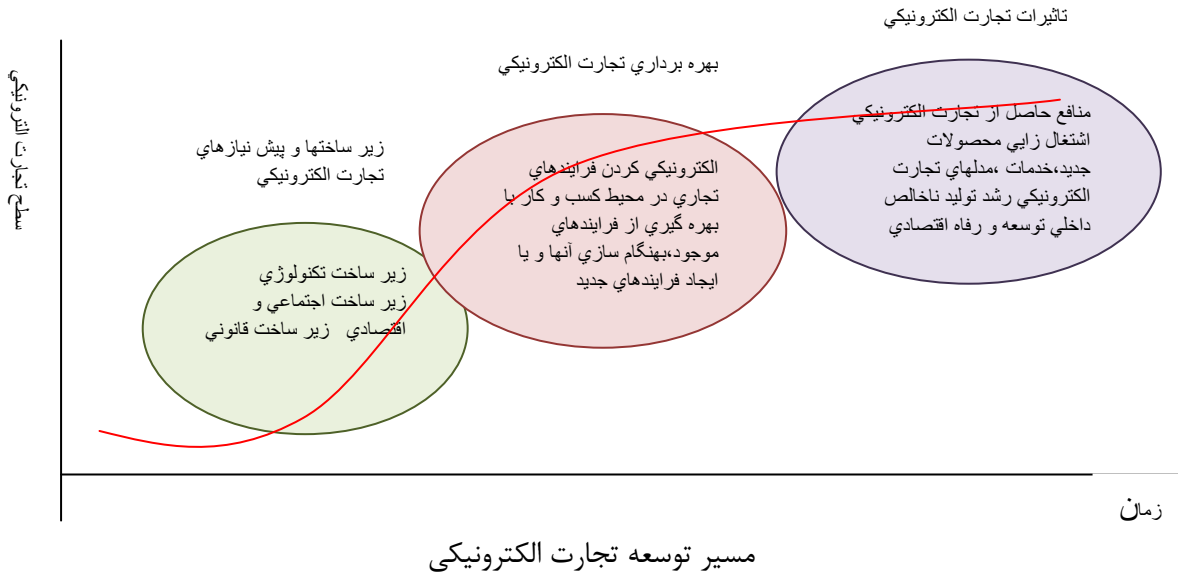 تاثيرات تجارت الكترونيكي
بهره برداري تجارت الكترونيكي
زير ساختها و پيش نيازهاي
تجارت الكترونيكي
سطح تجارت الترونيكي
منافع حاصل از تجارت الكترونيكي
اشتغال زايي محصولات
جديد،خدمات ،مدلهاي تجارت
الكترونيكي رشد توليد ناخالص
داخلي توسعه و رفاه اقتصادي
الكترونيكي كردن فرايندهاي
تجاري در محيط كسب و كار با
بهره گيري از فرايندهاي
موجود،بهنگام سازي آنها و يا
ايجاد فرايندهاي جديد
زير ساخت تكنولوژي
زير ساخت اجتماعي و
اقتصادي زير ساخت قانوني
زمان
مسیر توسعه تجارت الکترونیکی